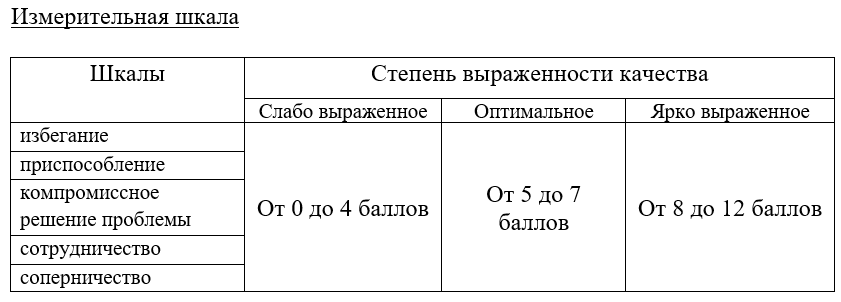 Измерительная шкала
Шкалы
Степень выраженности качества
Слабо выраженное
Оптимальное
Ярко выраженное
избегание
приспособление
компромиссное
решение проблемы
сотрудничество
соперничество
От 0 до 4 баллов
От 5 до 7
баллов
От 8 до 12 баллов